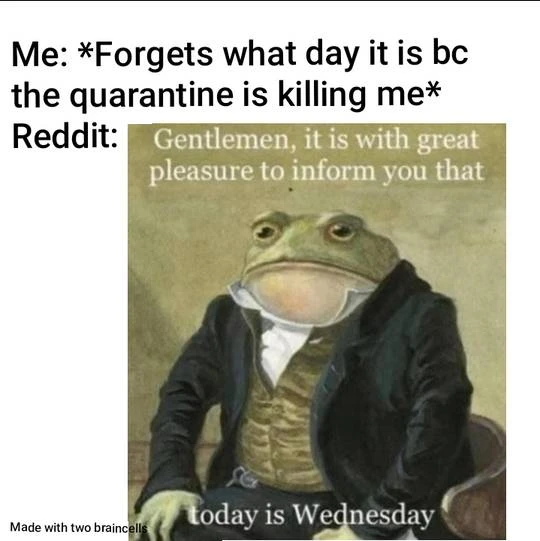 Me: *Forgets what day it is bc
the quarantine is killing me*
Reddit:
Gentlemen, it is with great
pleasure to inform you that
today is Wednesday
Made with two braincells